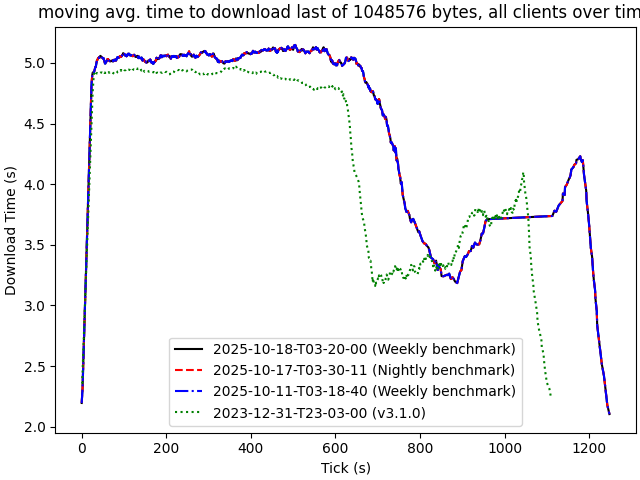 moving avg. time to download last of 1048576 bytes, all clients over tim
5.0
4.5
4.0
3.5
3.0
2.5
2.0
Download Time (s)
0 200 400 600 800 1000 1200
Tick (s)
2025-10-18-T03-20-00 (Weekly benchmark)
2025-10-17-T03-30-11 (Nightly benchmark)
2025-10-11-T03-18-40 (Weekly benchmark)
2023-12-31-T23-03-00 (v3.1.0)